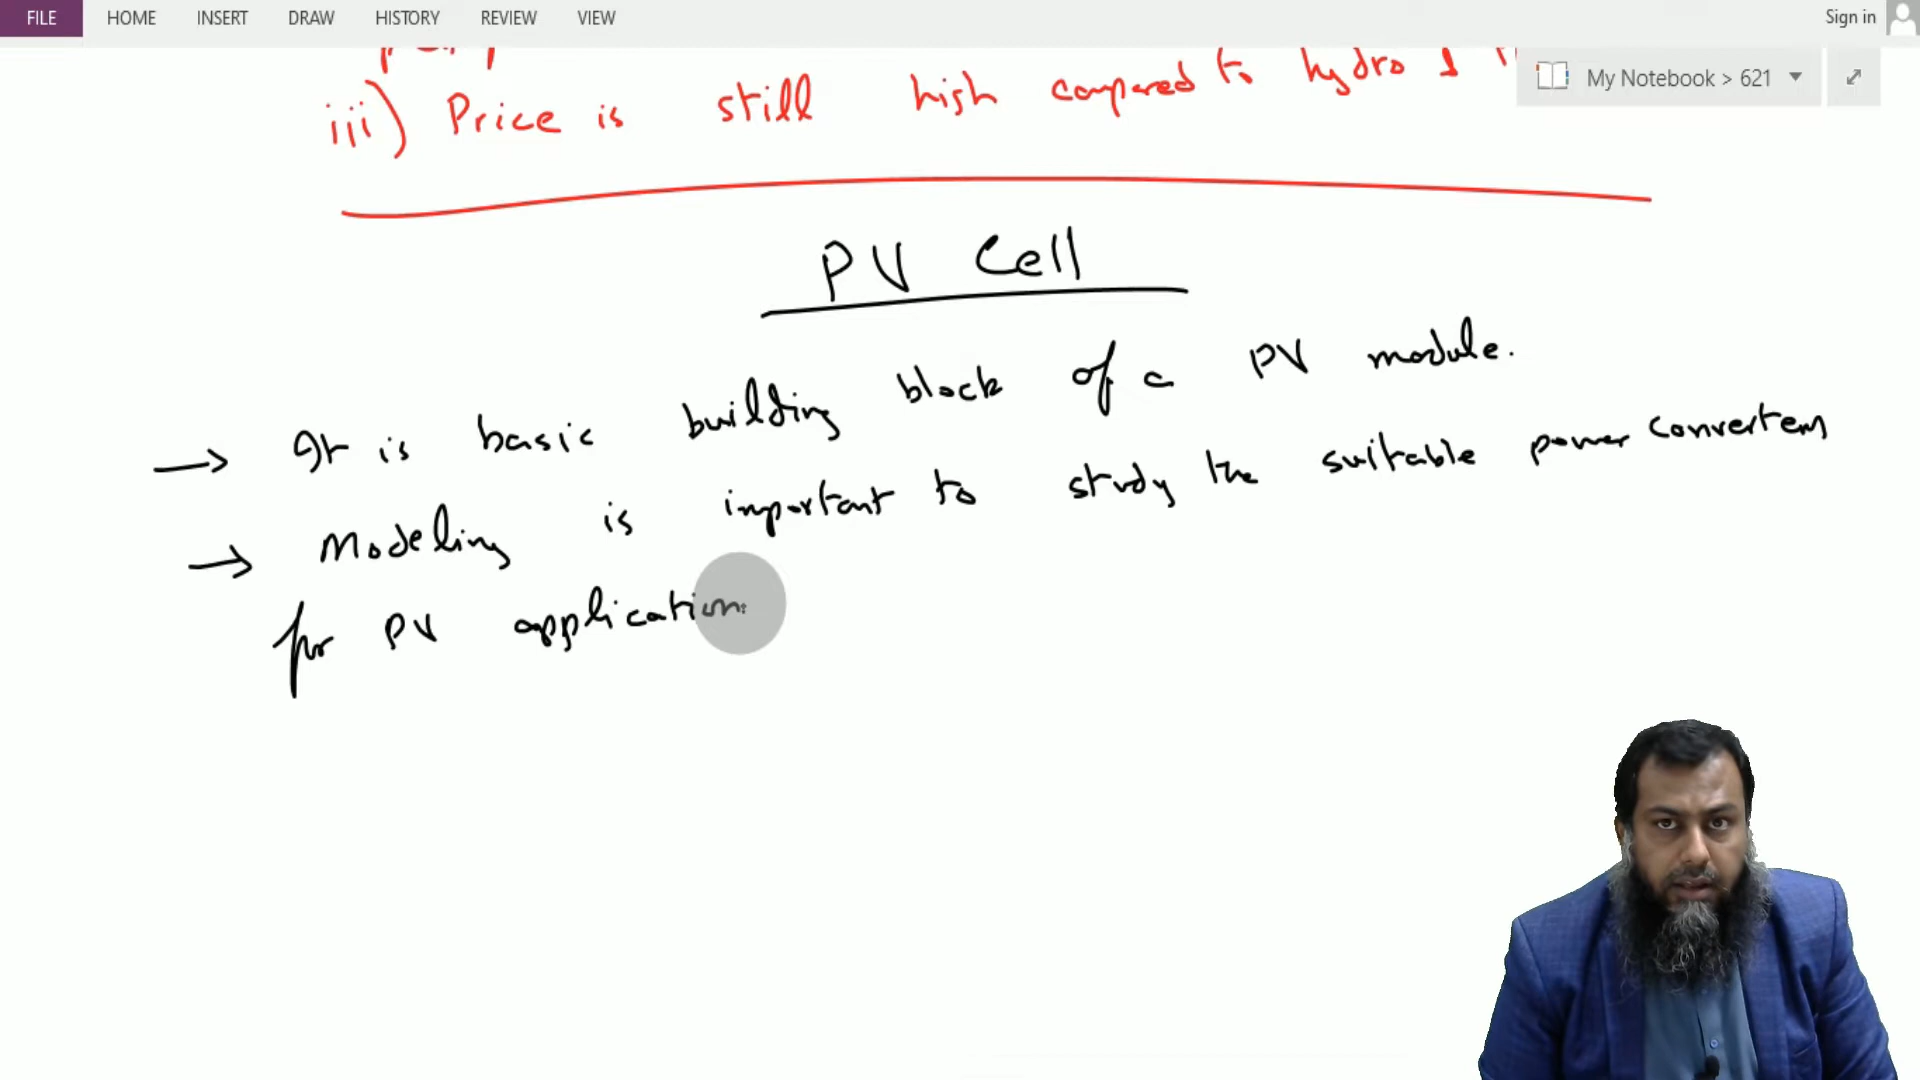 FILE HOME INSERT DRAW HISTORY REVIEW VIEW Sign in
My Notebook > 621
iii) Price is still high compared to hydro &
PV Cell
→ It is basic building block of a PV module.
→ Modeling is important to study the suitable power converters
for PV application.